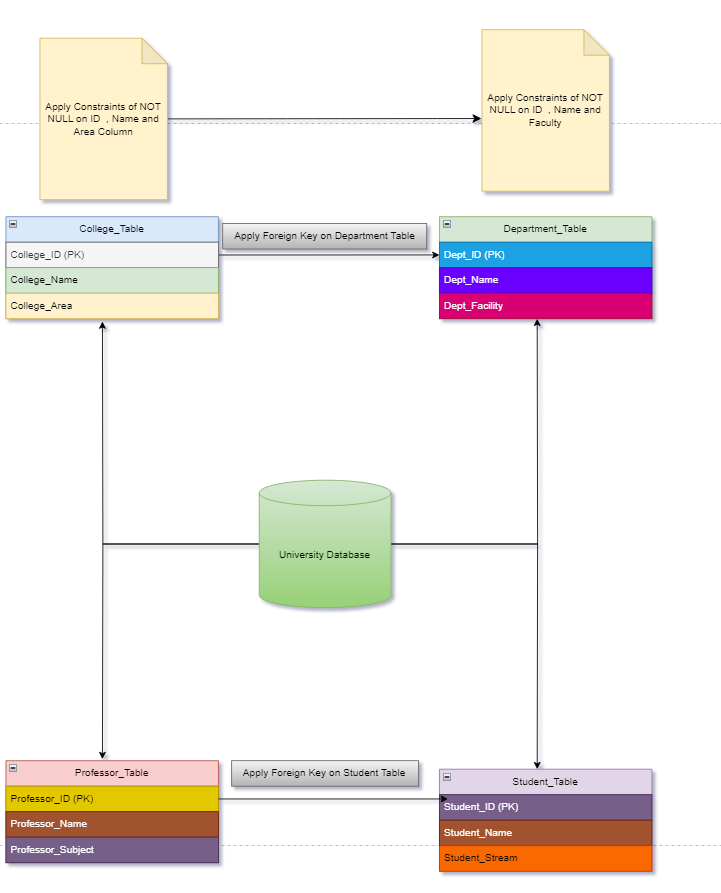 Apply Constraints of NOT
NULL on ID , Name and
Area Column
Apply Constraints of NOT
NULL on ID , Name and
Faculty
College_Table
College_ID (PK)
College_Name
College_Area
Apply Foreign Key on Department Table
Department_Table
Dept_ID (PK)
Dept_Name
Dept_Facility
University Database
Professor_Table
Professor_ID (PK)
Professor_Name
Professor_Subject
Apply Foreign Key on Student Table
Student_Table
Student_ID (PK)
Student_Name
Student_Stream